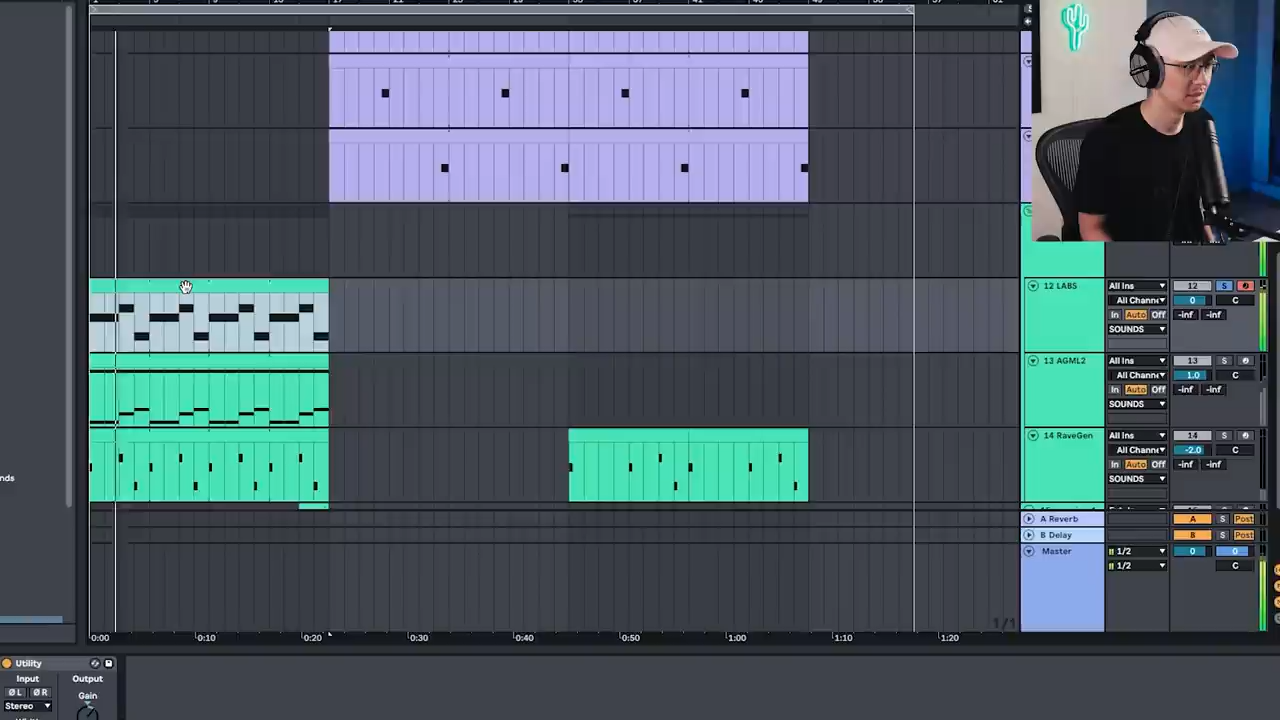 12 LABS
All Ins
12
S
All Channe
0
C
In Auto Off
-inf -inf
SOUNDS
13 AGML2
All Ins
13
S
All Channe
1.0
C
In Auto Off
-inf -inf
SOUNDS
14 RaveGen
All Ins
14
S
All Channe
-2.0
C
In Auto Off
-inf -inf
SOUNDS
nds
A Reverb
A
S
Post
B Delay
B
S
Post
Master
1/2
0
0
1/2
C
1/1
0:00 0:10 0:20 0:30 0:40 0:50 1:00 1:10 1:20
Utility
Input Output
Ø L Ø R Gain
Stereo